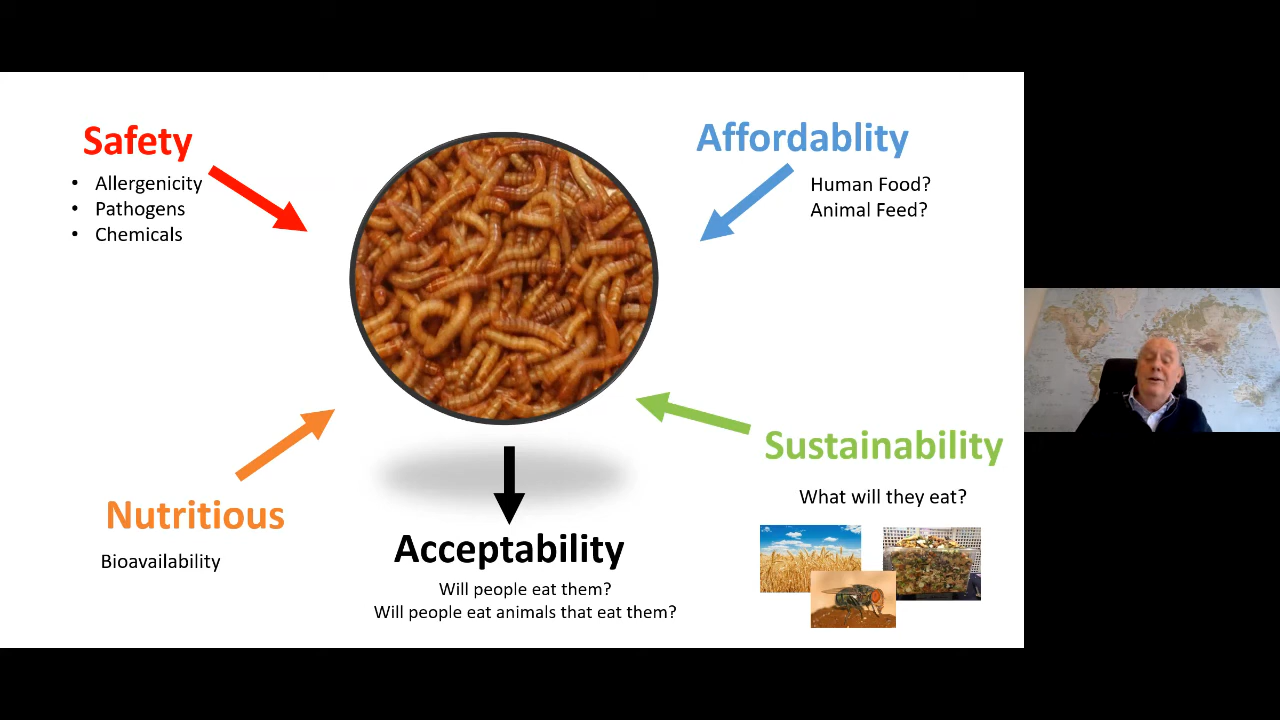 Safety
• Allergenicity
• Pathogens
• Chemicals
Affordablity
Human Food?
Animal Feed?
Nutritious
Bioavailability
Acceptability
Will people eat them?
Will people eat animals that eat them?
Sustainability
What will they eat?